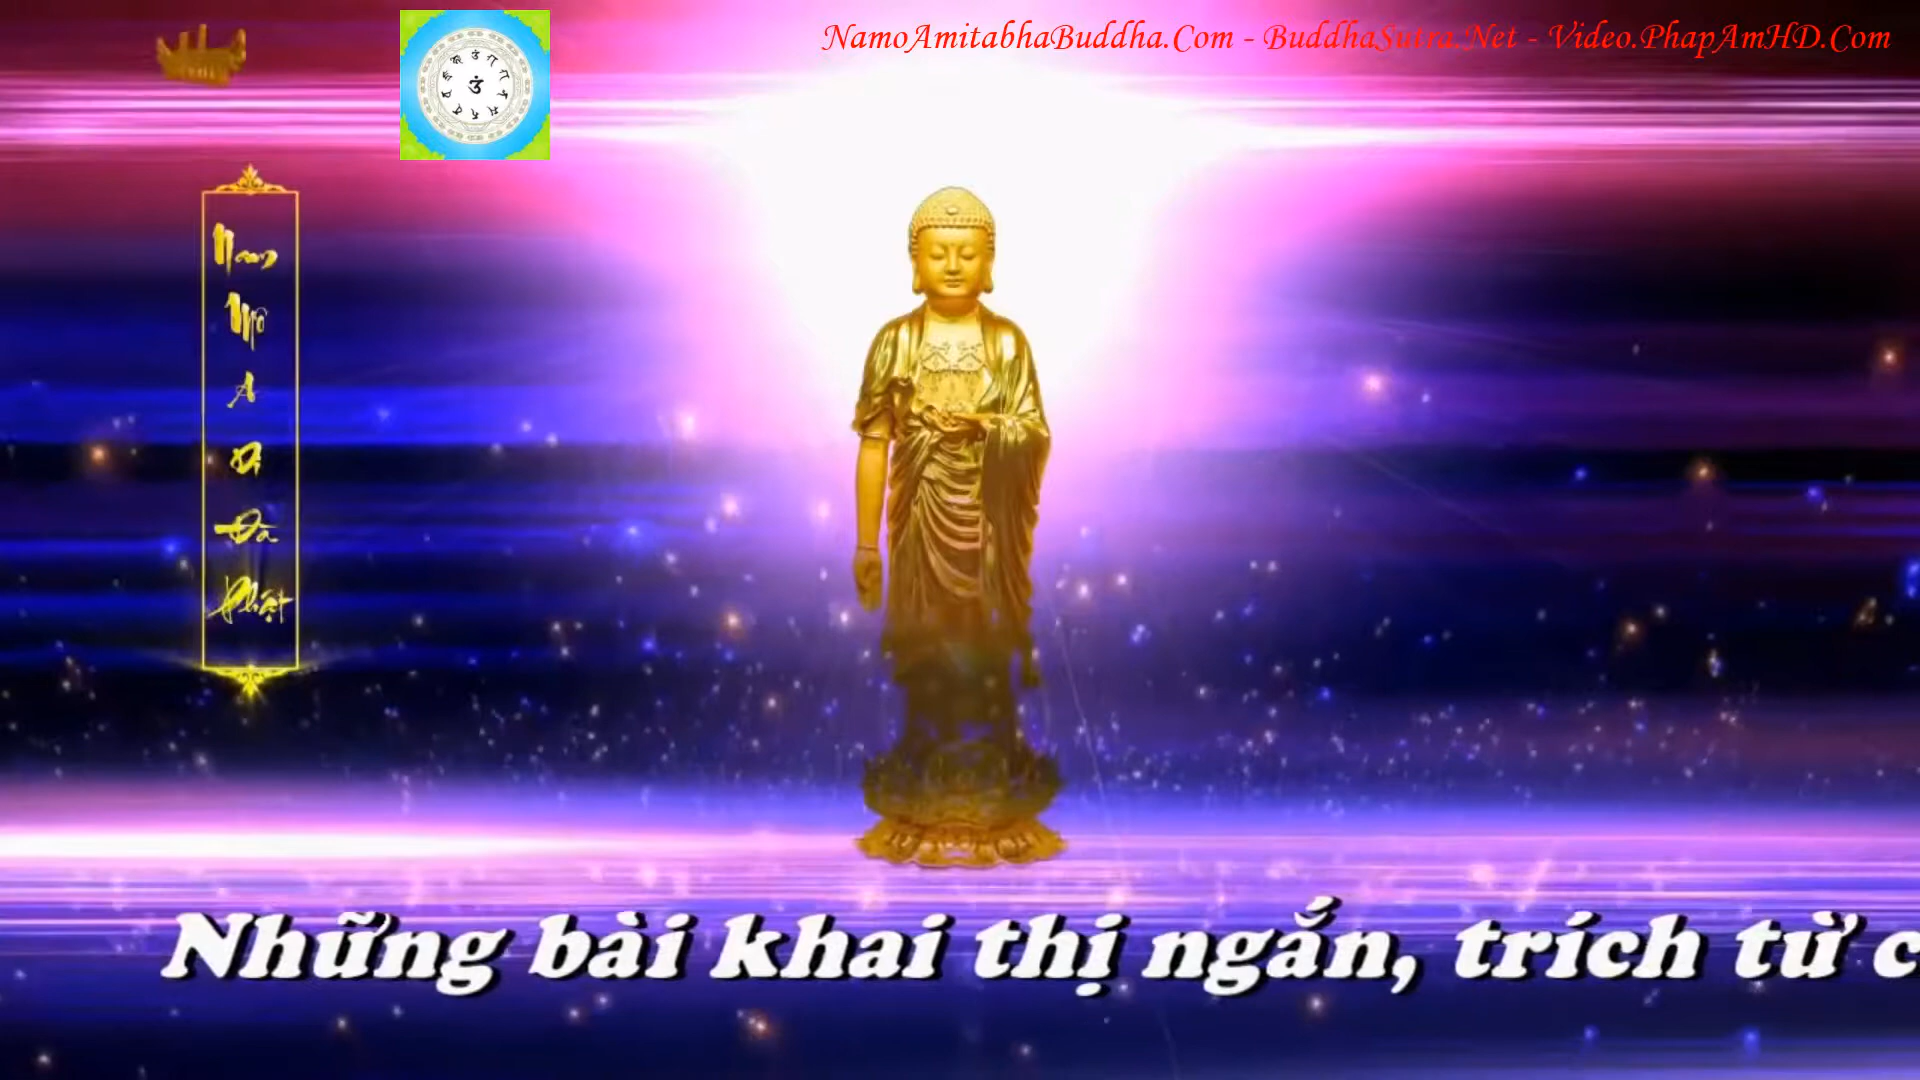 NamoAmitabhaBuddha.Com - BuddhaSutra.Net - Video.PhapAmHD.Com
Nam
Mô
A
Di
Đà
Phật
Những bài khai thị ngắn, trích từ c